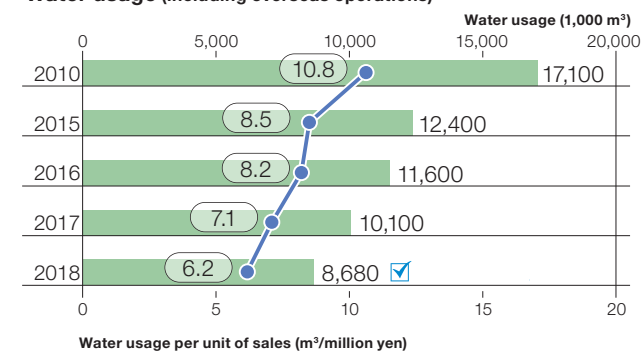 Water usage (including overseas operations)
Water usage (1,000 m³)
0 5,000 10,000 15,000 20,000
2010 10.8 17,100
2015 8.5 12,400
2016 8.2 11,600
2017 7.1 10,100
2018 6.2 8,680
0 5 10 15 20
Water usage per unit of sales (m³/million yen)